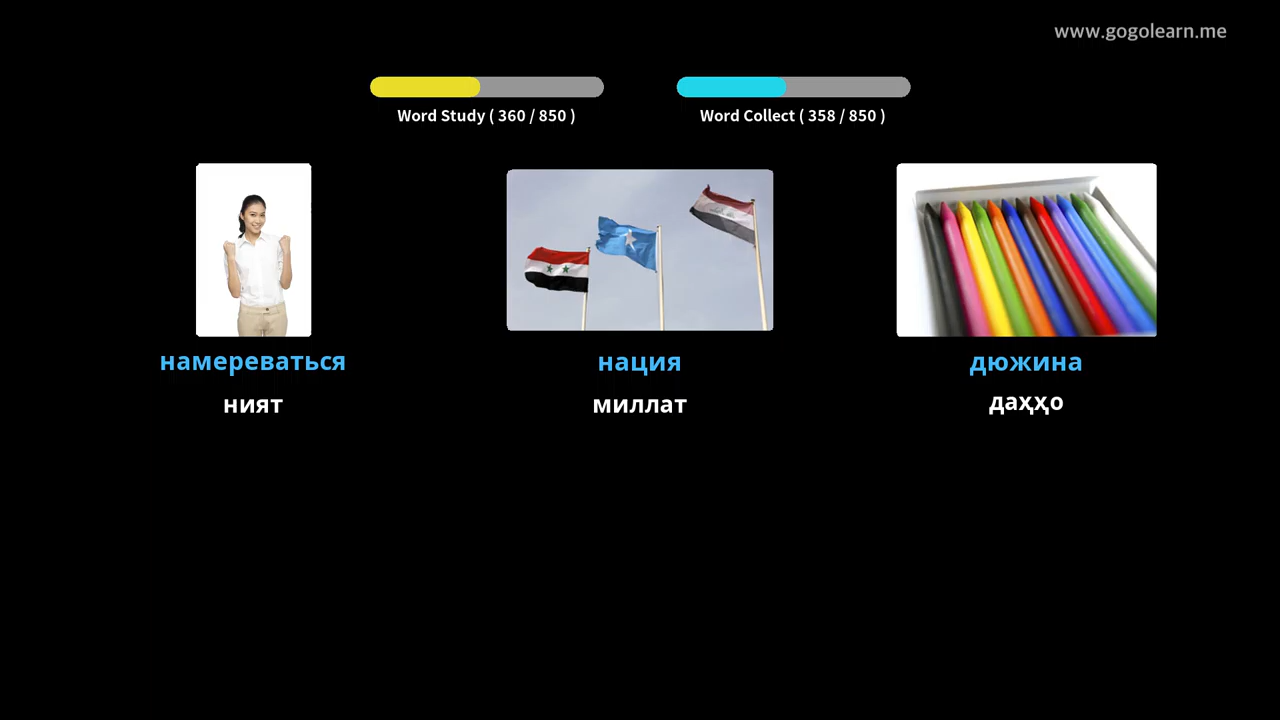 www.gogolearn.me
Word Study ( 360 / 850 )
Word Collect ( 358 / 850 )
намереваться
ният
нация
миллат
дюжина
даҳҳо